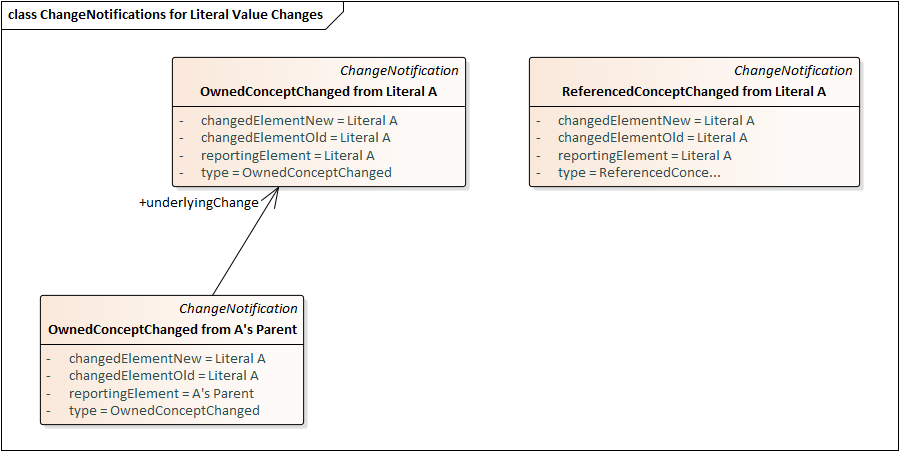 class ChangeNotifications for Literal Value Changes
ChangeNotification
OwnedConceptChanged from Literal A
- changedElementNew = Literal A
- changedElementOld = Literal A
- reportingElement = Literal A
- type = OwnedConceptChanged
ChangeNotification
ReferencedConceptChanged from Literal A
- changedElementNew = Literal A
- changedElementOld = Literal A
- reportingElement = Literal A
- type = ReferencedConce...
+underlyingChange
ChangeNotification
OwnedConceptChanged from A's Parent
- changedElementNew = Literal A
- changedElementOld = Literal A
- reportingElement = A's Parent
- type = OwnedConceptChanged